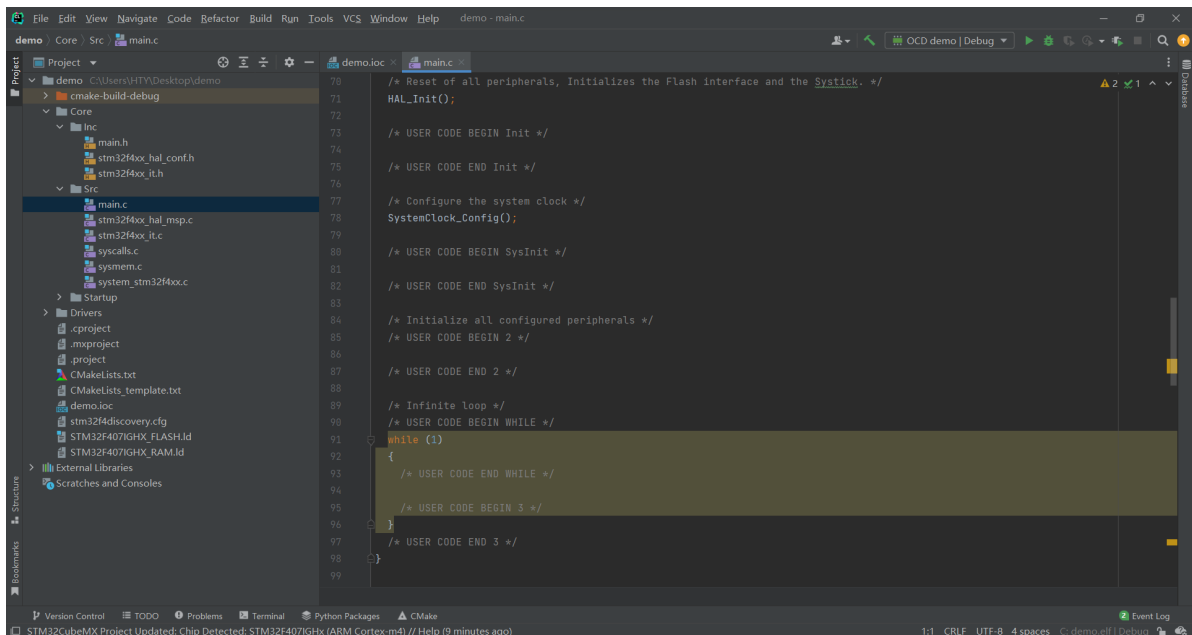 File Edit View Navigate Code Refactor Build Run Tools VCS Window Help demo - main.c
demo Core Src main.c OCD demo | Debug
Project demo.ioc main.c
demo C:\Users\HTY\Desktop\demo
cmake-build-debug
Core
Inc
main.h
stm32f4xx_hal_conf.h
stm32f4xx_it.h
Src
main.c
stm32f4xx_hal_msp.c
stm32f4xx_it.c
syscalls.c
sysmem.c
system_stm32f4xx.c
Startup
Drivers
.cproject
.mxproject
.project
CMakeLists.txt
CMakeLists_template.txt
demo.ioc
stm32f4discovery.cfg
STM32F407IGHX_FLASH.ld
STM32F407IGHX_RAM.ld
External Libraries
Scratches and Consoles
70 /* Reset of all peripherals, Initializes the Flash interface and the Systick. */
71 HAL_Init();
72
73 /* USER CODE BEGIN Init */
74
75 /* USER CODE END Init */
76
77 /* Configure the system clock */
78 SystemClock_Config();
79
80 /* USER CODE BEGIN SysInit */
81
82 /* USER CODE END SysInit */
83
84 /* Initialize all configured peripherals */
85 /* USER CODE BEGIN 2 */
86
87 /* USER CODE END 2 */
88
89 /* Infinite loop */
90 /* USER CODE BEGIN WHILE */
91 while (1)
92 {
93 /* USER CODE END WHILE */
94
95 /* USER CODE BEGIN 3 */
96 }
97 /* USER CODE END 3 */
98 }
99
2 1
Project
Structure
Bookmarks
Database
Version Control TODO Problems Terminal Python Packages CMake 2 Event Log
STM32CubeMX Project Updated: Chip Detected: STM32F407IGHx (ARM Cortex-m4) // Help (9 minutes ago) 1:1 CRLF UTF-8 4 spaces C: demo.elf | Debug